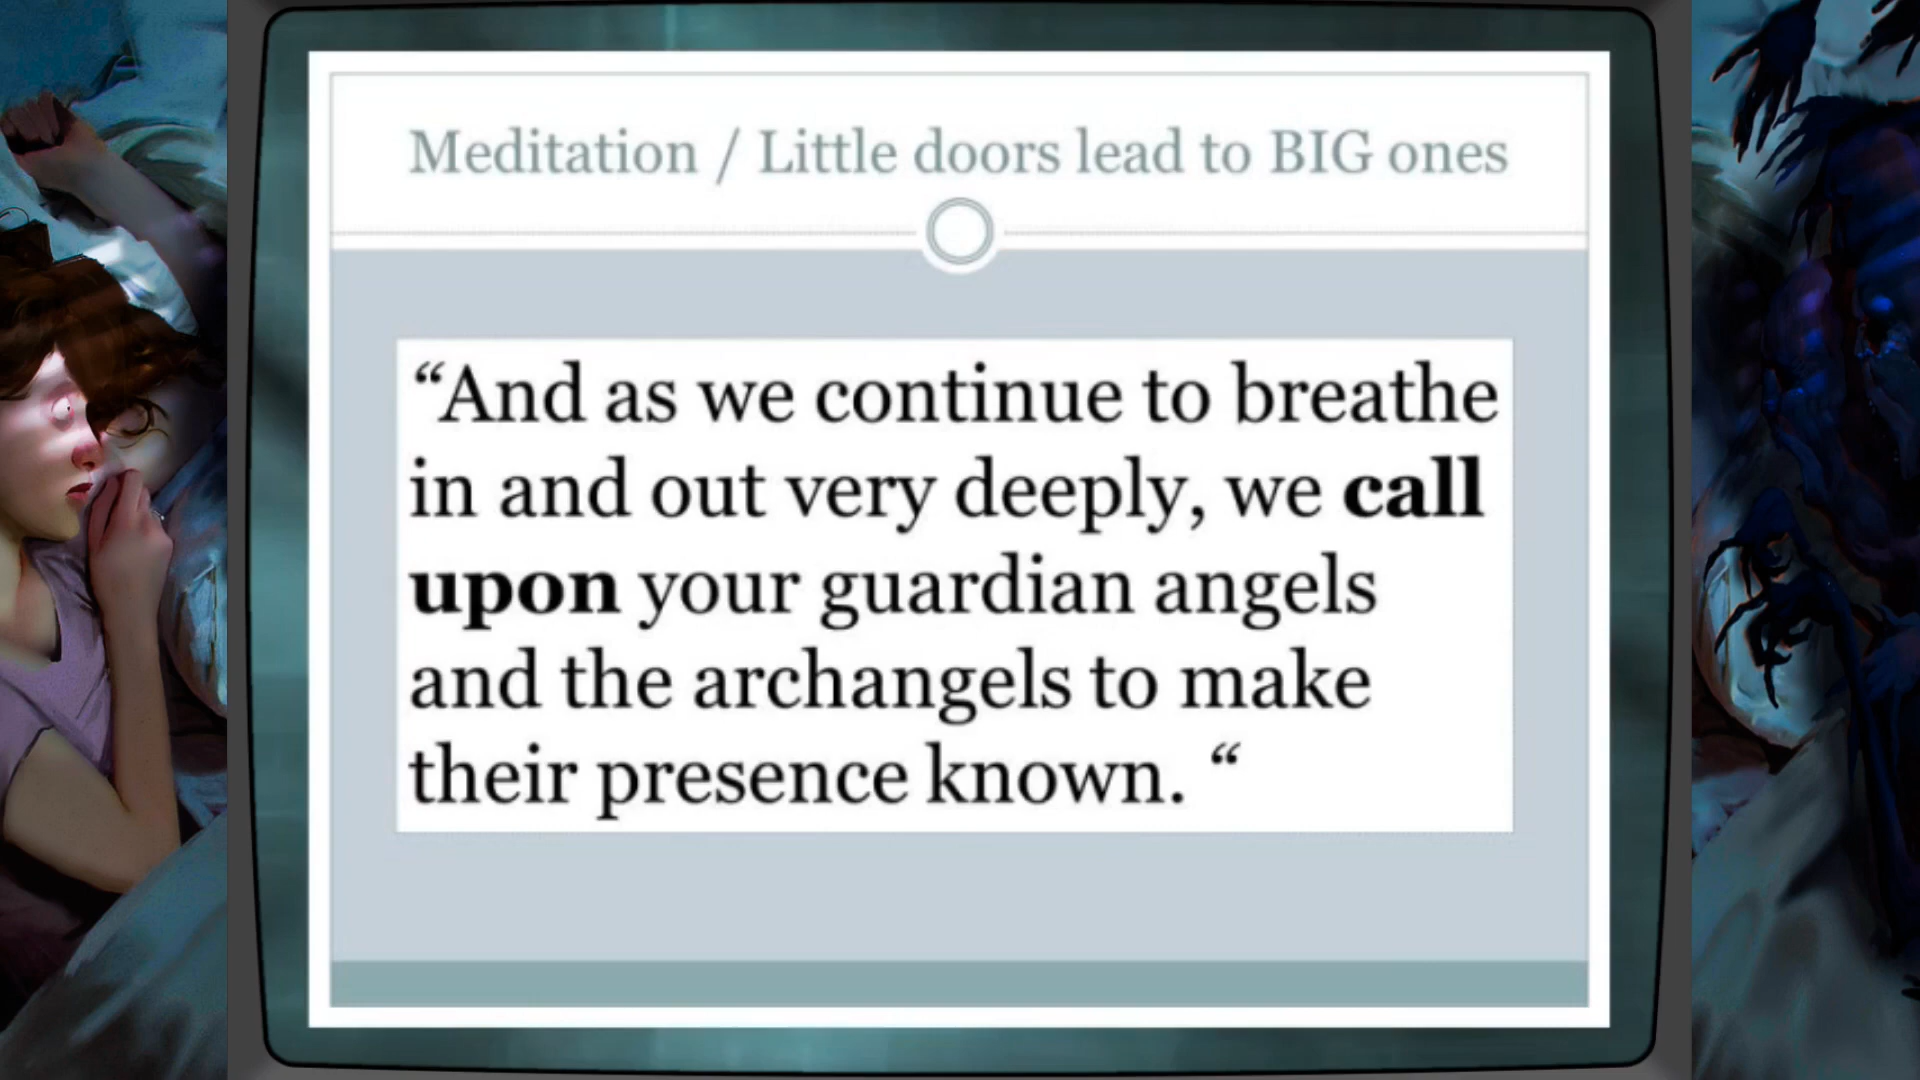 Meditation / Little doors lead to BIG ones
“And as we continue to breathe
in and out very deeply, we call
upon your guardian angels
and the archangels to make
their presence known. “